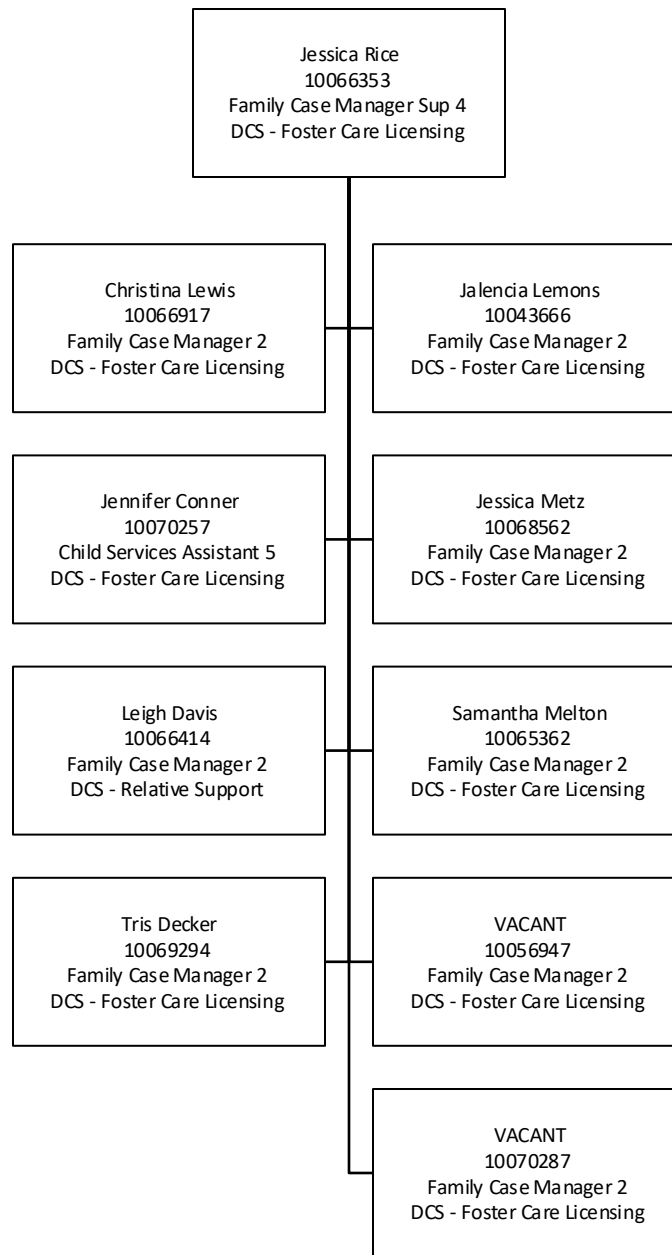 Jessica Rice
10066353
Family Case Manager Sup 4
DCS - Foster Care Licensing
Christina Lewis
10066917
Family Case Manager 2
DCS - Foster Care Licensing
Jalencia Lemons
10043666
Family Case Manager 2
DCS - Foster Care Licensing
Jennifer Conner
10070257
Child Services Assistant 5
DCS - Foster Care Licensing
Jessica Metz
10068562
Family Case Manager 2
DCS - Foster Care Licensing
Leigh Davis
10066414
Family Case Manager 2
DCS - Relative Support
Samantha Melton
10065362
Family Case Manager 2
DCS - Foster Care Licensing
Tris Decker
10069294
Family Case Manager 2
DCS - Foster Care Licensing
VACANT
10056947
Family Case Manager 2
DCS - Foster Care Licensing
VACANT
10070287
Family Case Manager 2
DCS - Foster Care Licensing